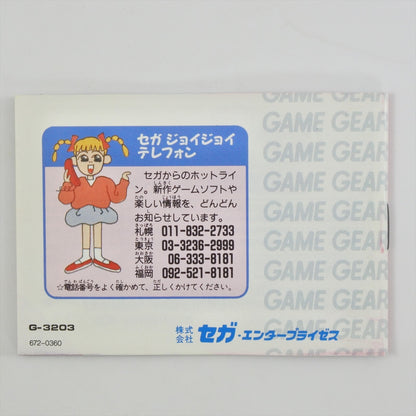 GAME GEAR
GAME GEAR
GAME GEAR
GAME GEAR
GAME GEAR
GAME GEAR
セガ ジョイジョイ
テレフォン
セガからのホットライ
ン。新作ゲームソフトや
楽しい情報を、どんどん
お知らせしています。
札幌 011-832-2733
東京 03-3236-2999
大阪 06-333-8181
福岡 092-521-8181
☆電話番号をよく確かめて、正しくかけてください。
G-3203
672-0360
株式会社 セガ・エンタープライゼス